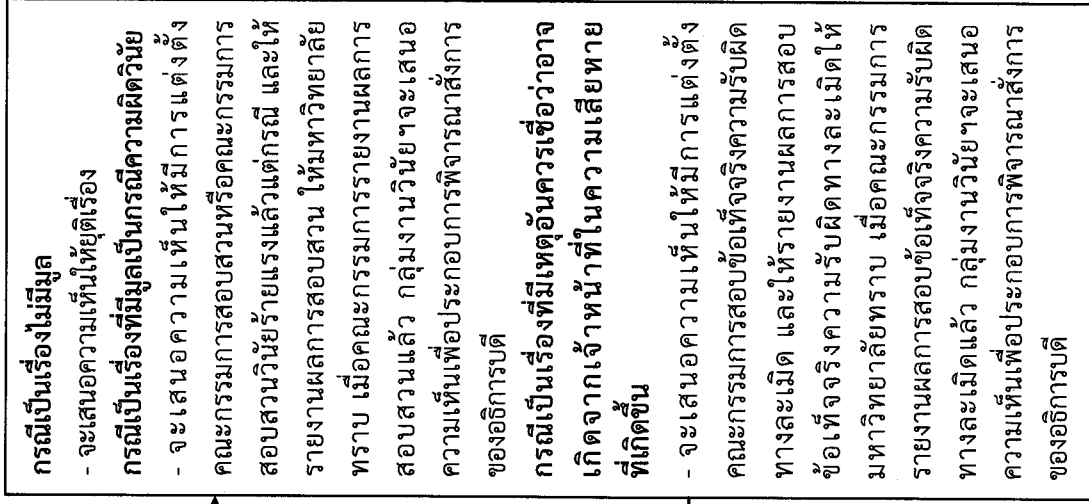 กรณีเป็นเรื่องไม่มีมูล
- จะเสนอความเห็นให้ยุติเรื่อง
กรณีเป็นเรื่องที่มีมูลเป็นกรณีความผิดวินัย
- จะเสนอความเห็นให้มีการแต่งตั้ง
คณะกรรมการสอบสวนหรือคณะกรรมการ
สอบสวนวินัยร้ายแรงแล้วแต่กรณี และให้
รายงานผลการสอบสวน ให้มหาวิทยาลัย
ทราบ เมื่อคณะกรรมการรายงานผลการ
สอบสวนแล้ว กลุ่มงานวินัยฯจะเสนอ
ความเห็นเพื่อประกอบการพิจารณาสั่งการ
ของอธิการบดี
กรณีเป็นเรื่องที่มีเหตุอันควรเชื่อว่าอาจ
เกิดจากเจ้าหน้าที่ในความเสียหาย
ที่เกิดขึ้น
- จะเสนอความเห็นให้มีการแต่งตั้ง
คณะกรรมการสอบข้อเท็จจริงความรับผิด
ทางละเมิด และให้รายงานผลการสอบ
ข้อเท็จจริงความรับผิดทางละเมิดให้
มหาวิทยาลัยทราบ เมื่อคณะกรรมการ
รายงานผลการสอบข้อเท็จจริงความรับผิด
ทางละเมิดแล้ว กลุ่มงานวินัยฯจะเสนอ
ความเห็นเพื่อประกอบการพิจารณาสั่งการ
ของอธิการบดี